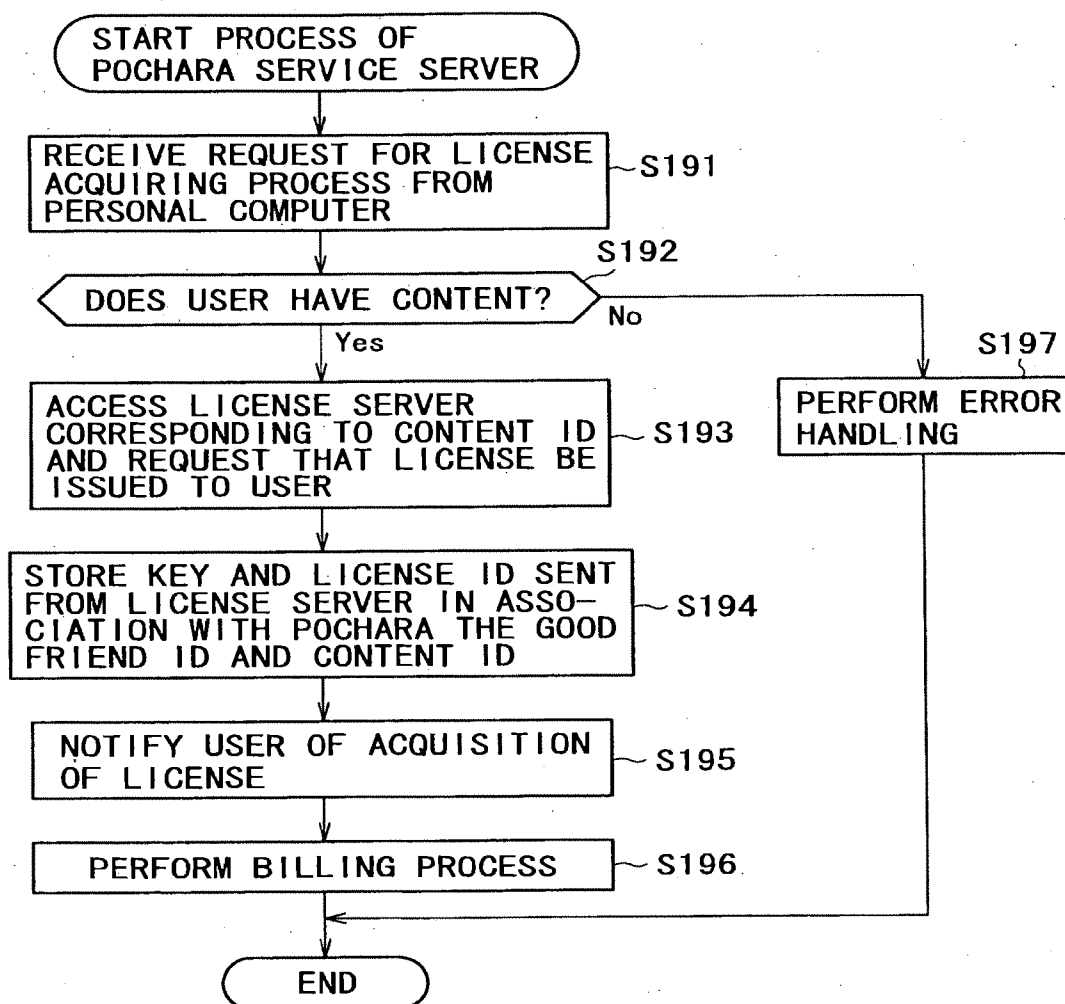 START PROCESS OF
POCHARA SERVICE SERVER
RECEIVE REQUEST FOR LICENSE
ACQUIRING PROCESS FROM
PERSONAL COMPUTER
S191
S192
DOES USER HAVE CONTENT?
No
Yes
S197
PERFORM ERROR
HANDLING
ACCESS LICENSE SERVER
CORRESPONDING TO CONTENT ID
AND REQUEST THAT LICENSE BE
ISSUED TO USER
S193
STORE KEY AND LICENSE ID SENT
FROM LICENSE SERVER IN ASSO-
CIATION WITH POCHARA THE GOOD
FRIEND ID AND CONTENT ID
S194
NOTIFY USER OF ACQUISITION
OF LICENSE
S195
PERFORM BILLING PROCESS
S196
END